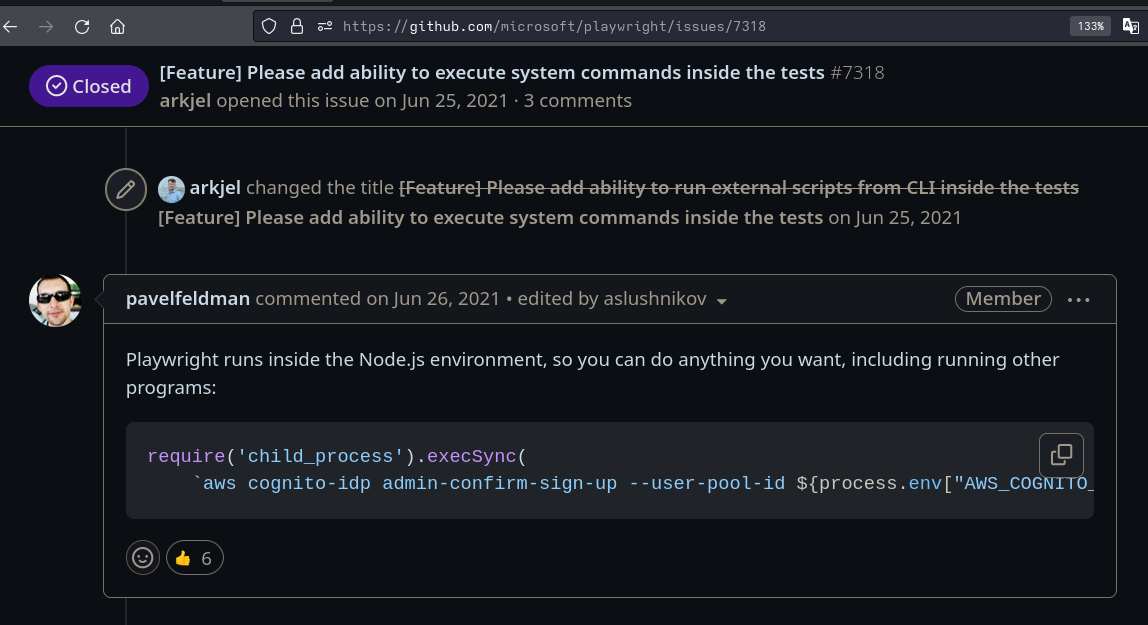 https://github.com/microsoft/playwright/issues/7318
133%
Closed
[Feature] Please add ability to execute system commands inside the tests #7318
arkjel opened this issue on Jun 25, 2021 · 3 comments
arkjel changed the title [Feature] Please add ability to run external scripts from CLI inside the tests
[Feature] Please add ability to execute system commands inside the tests on Jun 25, 2021
pavelfeldman commented on Jun 26, 2021 • edited by aslushnikov
Member
Playwright runs inside the Node.js environment, so you can do anything you want, including running other
programs:
require('child_process').execSync(
`aws cognito-idp admin-confirm-sign-up --user-pool-id ${process.env["AWS_COGNITO_
6